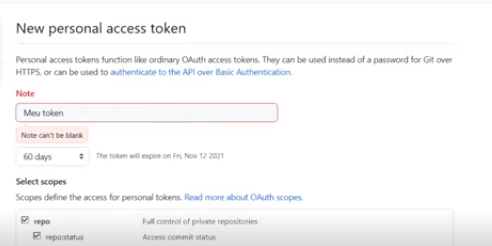 New personal access token
Personal access tokens function like ordinary OAuth access tokens. They can be used instead of a password for Git over
HTTPS, or can be used to authenticate to the API over Basic Authentication.
Note
Meu token
Note can't be blank
60 days The token will expire on Fri, Nov 12 2021
Select scopes
Scopes define the access for personal tokens. Read more about OAuth scopes.
repo Full control of private repositories
repo:status Access commit status